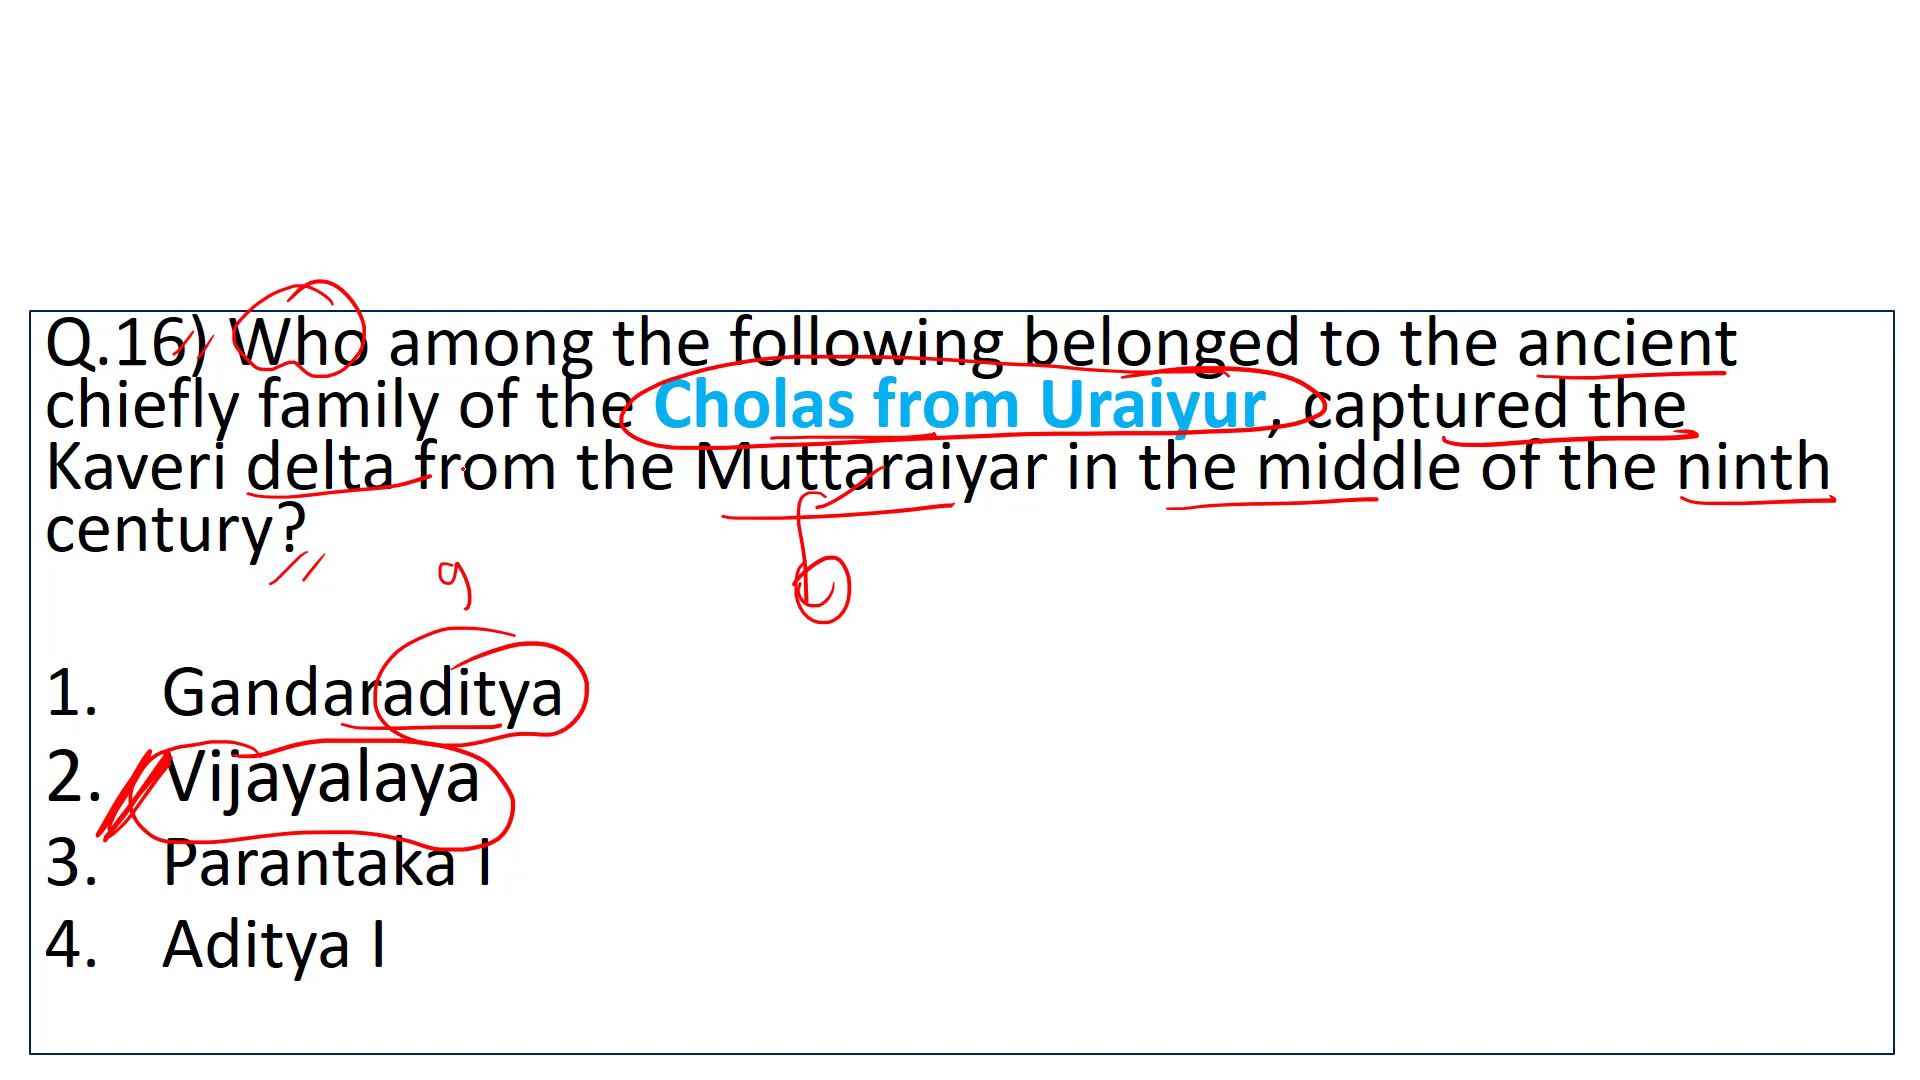 Q.16) Who among the following belonged to the ancient
chiefly family of the Cholas from Uraiyur, captured the
Kaveri delta from the Muttaraiyar in the middle of the ninth
century?
1. Gandaraditya
2. Vijayalaya
3. Parantaka I
4. Aditya I